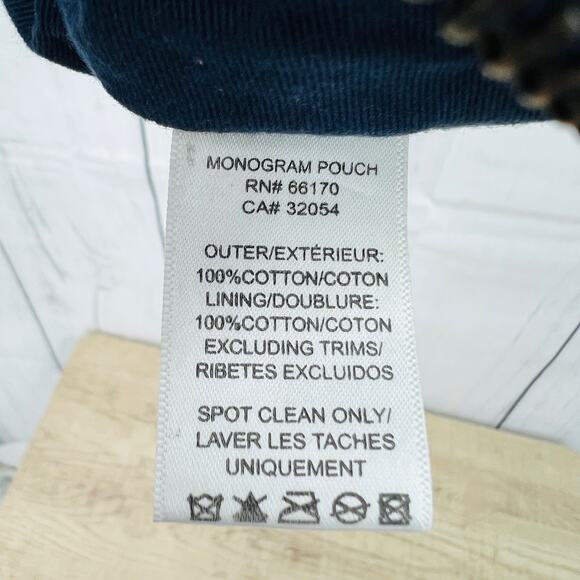 MONOGRAM POUCH
RN# 66170
CA# 32054
OUTER/EXTÉRIEUR:
100%COTTON/COTON
LINING/DOUBLURE:
100%COTTON/COTON
EXCLUDING TRIMS/
RIBETES EXCLUIDOS
SPOT CLEAN ONLY/
LAVER LES TACHES
UNIQUEMENT